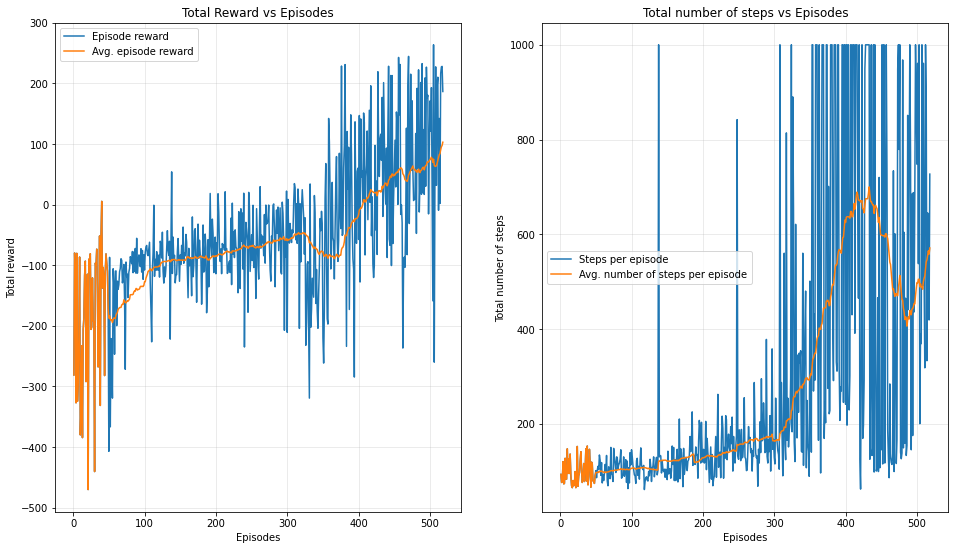 Total Reward vs Episodes
Episode reward
Avg. episode reward
300
200
100
0
−100
−200
−300
−400
−500
Total reward
0
100
200
300
400
500
Episodes
Total number of steps vs Episodes
Steps per episode
Avg. number of steps per episode
1000
800
600
400
200
Total number of steps
0
100
200
300
400
500
Episodes